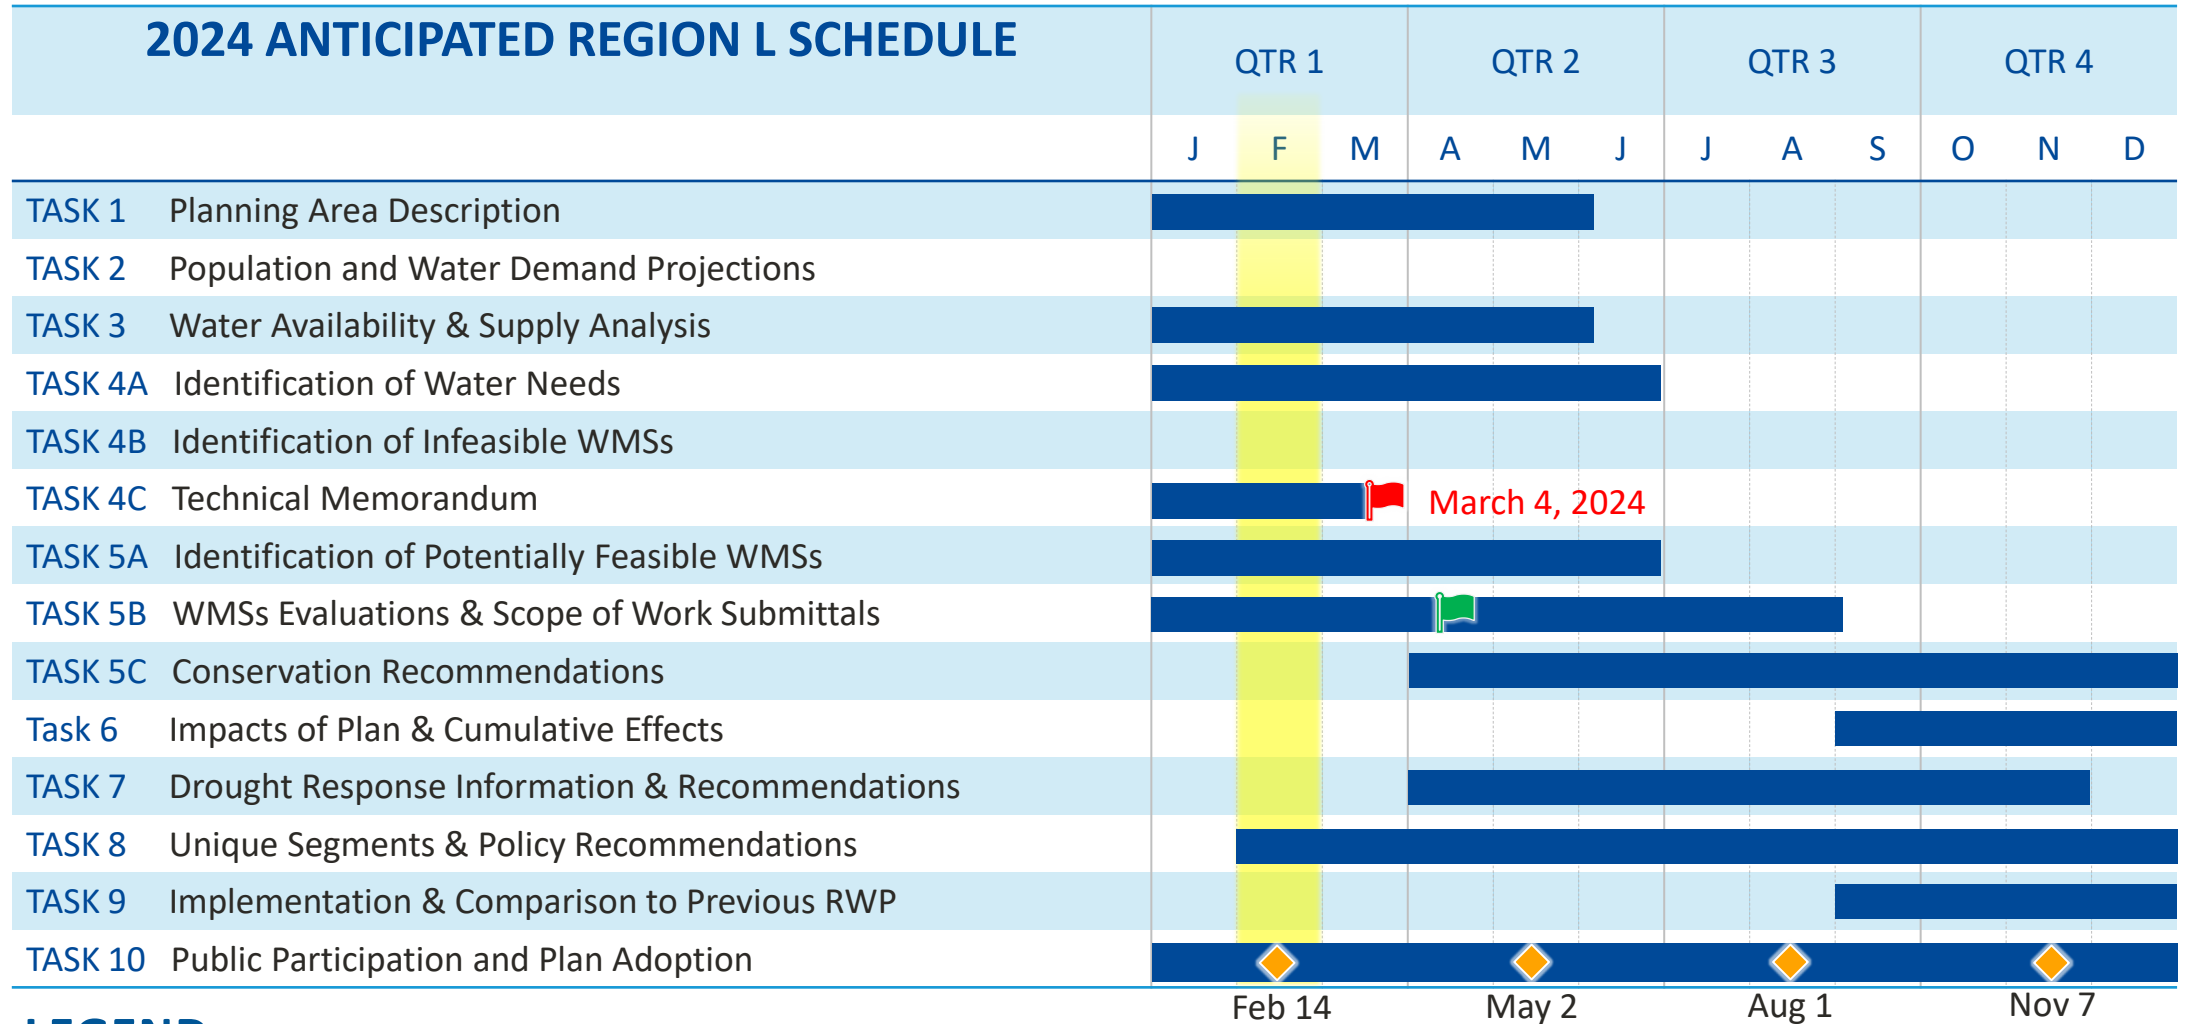 2024 ANTICIPATED REGION L SCHEDULE
QTR 1 QTR 2 QTR 3 QTR 4
J F M A M J J A S O N D
TASK 1 Planning Area Description
TASK 2 Population and Water Demand Projections
TASK 3 Water Availability & Supply Analysis
TASK 4A Identification of Water Needs
TASK 4B Identification of Infeasible WMSs
TASK 4C Technical Memorandum March 4, 2024
TASK 5A Identification of Potentially Feasible WMSs
TASK 5B WMSs Evaluations & Scope of Work Submittals
TASK 5C Conservation Recommendations
Task 6 Impacts of Plan & Cumulative Effects
TASK 7 Drought Response Information & Recommendations
TASK 8 Unique Segments & Policy Recommendations
TASK 9 Implementation & Comparison to Previous RWP
TASK 10 Public Participation and Plan Adoption
Feb 14 May 2 Aug 1 Nov 7
LEGEND